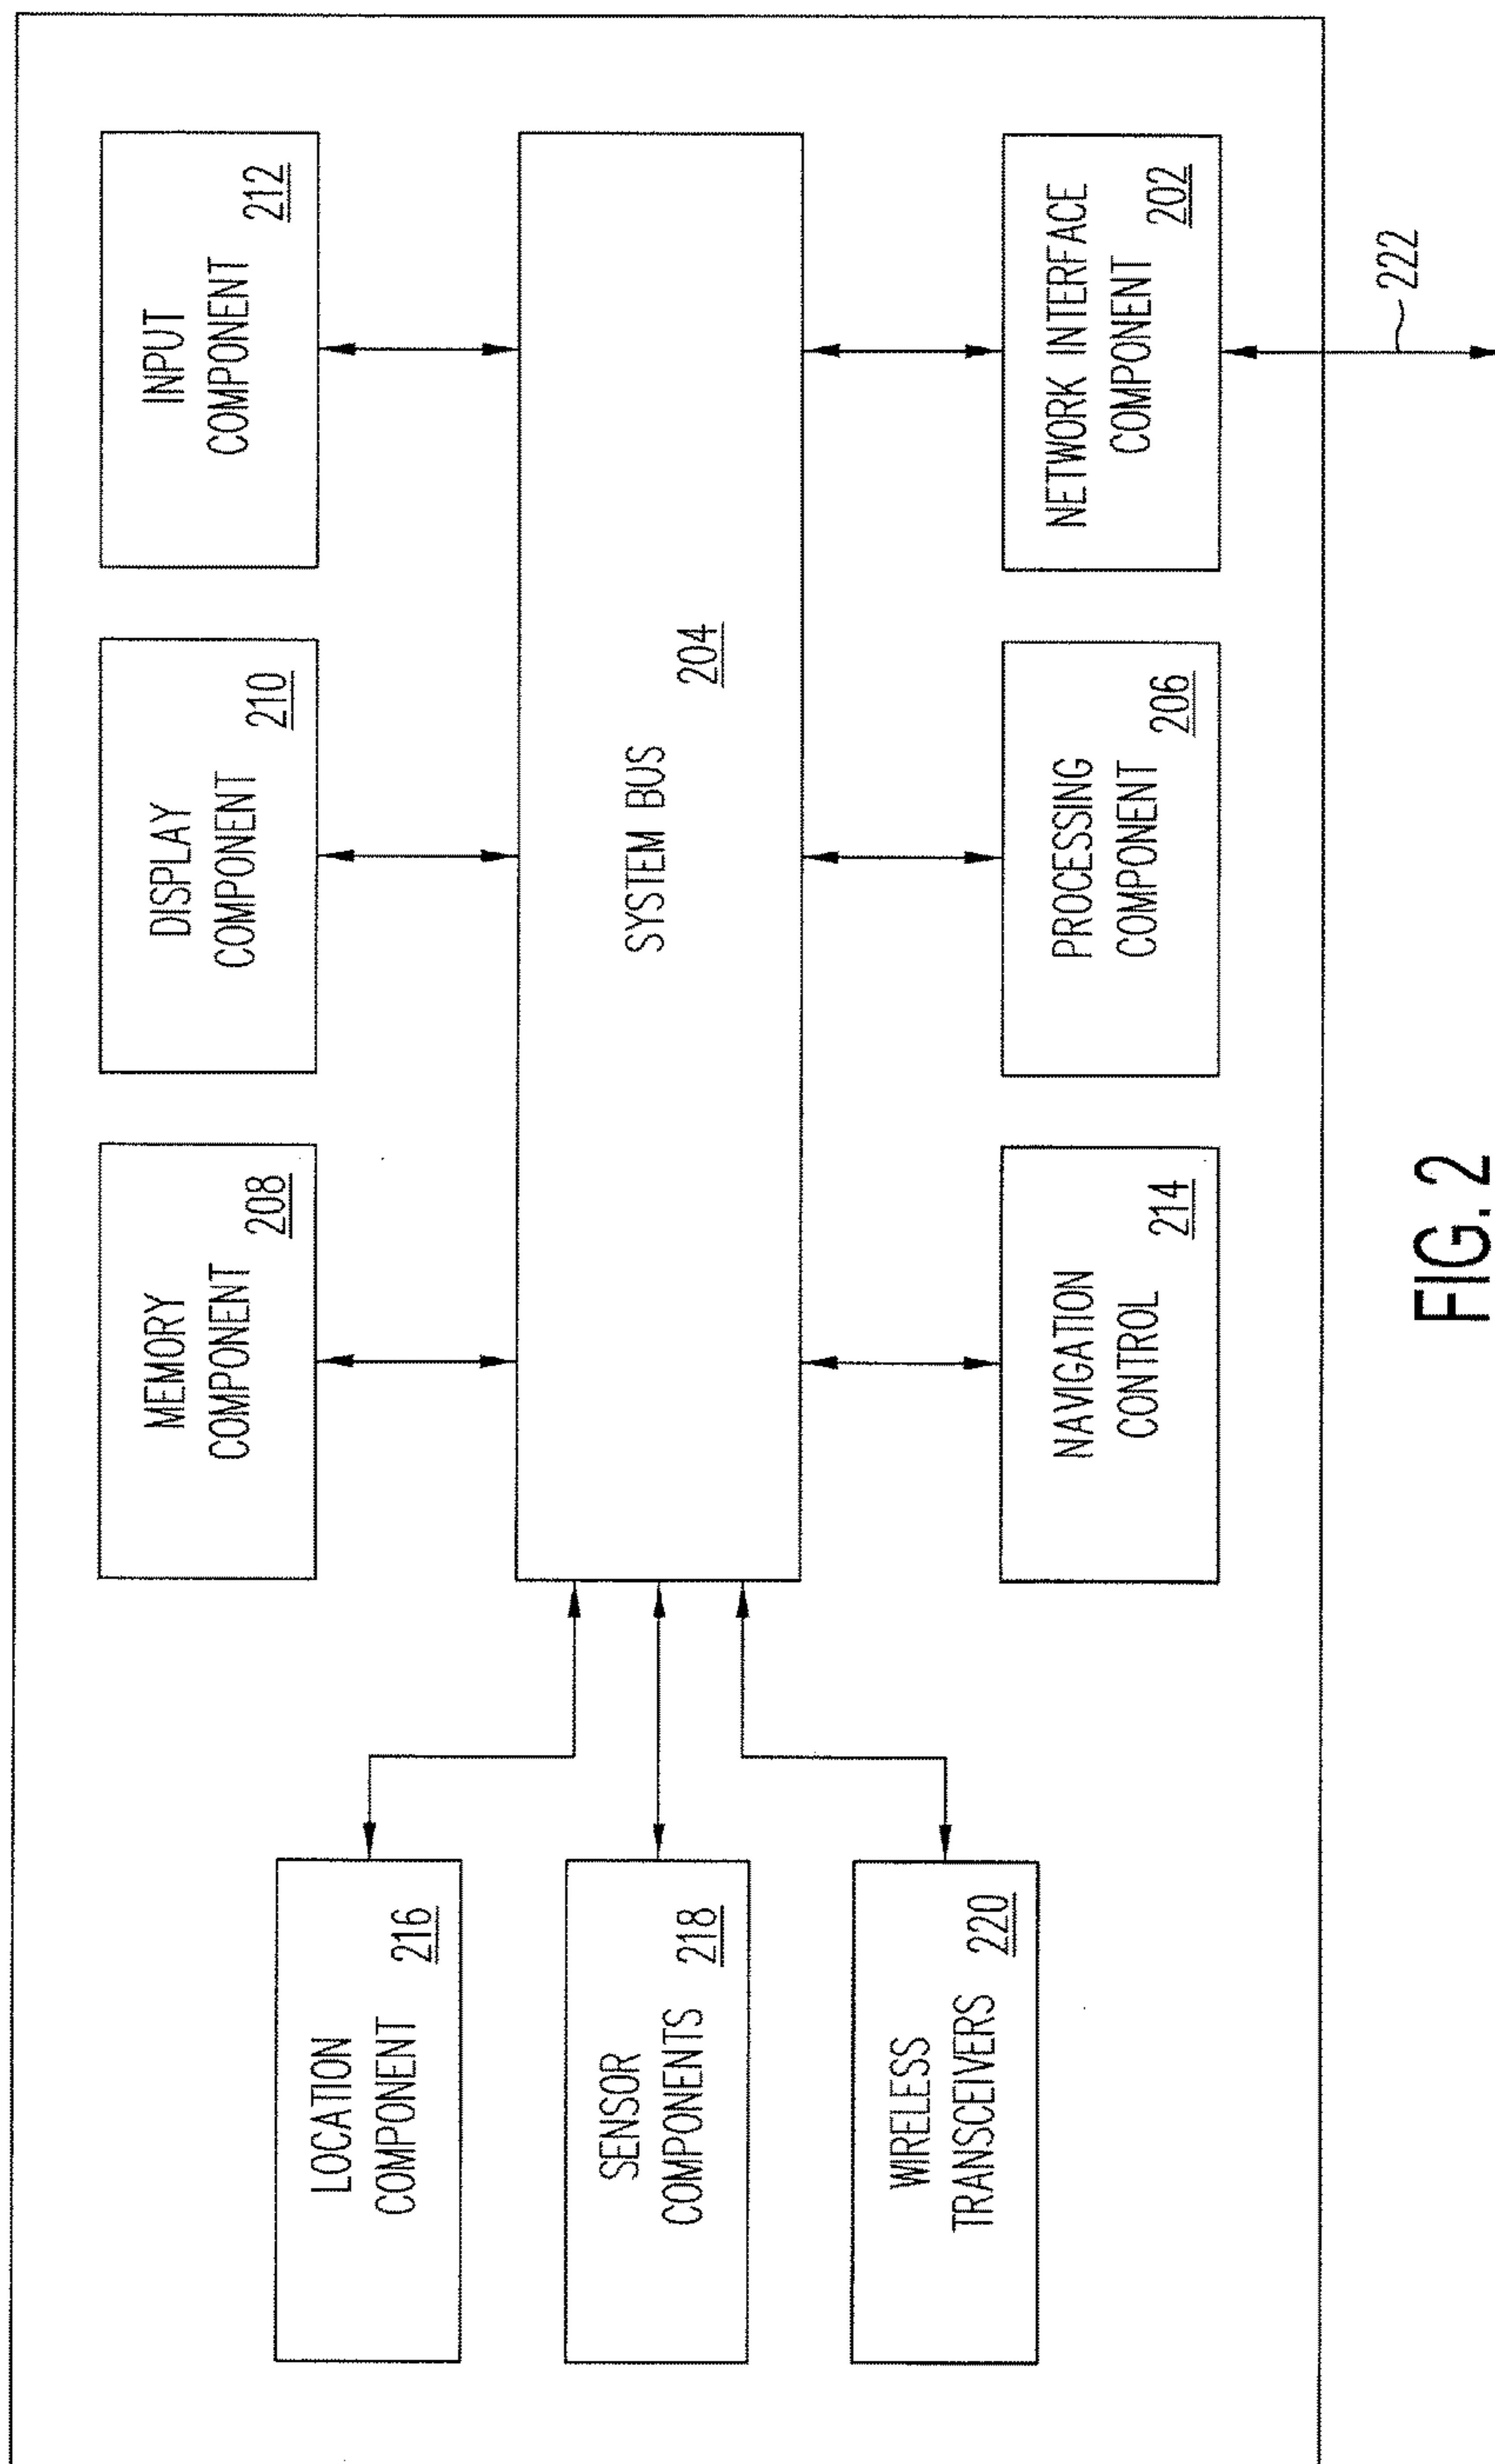 MEMORY
COMPONENT
208
DISPLAY
COMPONENT
210
INPUT
COMPONENT
212
LOCATION
COMPONENT
216
SENSOR
COMPONENTS
218
WIRELESS
TRANSCEIVERS
220
SYSTEM BUS
204
NAVIGATION
CONTROL
214
PROCESSING
COMPONENT
206
NETWORK INTERFACE
COMPONENT
202
222
FIG. 2